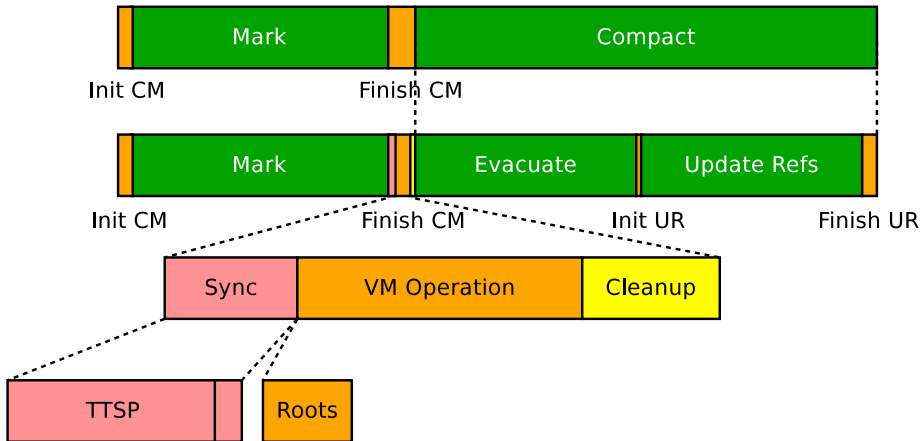 Mark
Compact
Init CM
Finish CM
Mark
Evacuate
Update Refs
Init CM
Finish CM
Init UR
Finish UR
Sync
VM Operation
Cleanup
TTSP
Roots